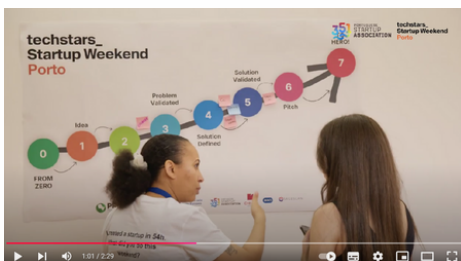 techstars_
Startup Weekend
Porto
STARTUP
ASSOCIATION
techstars_
Startup Weekend
Porto
HERO!
7
6
Pitch
Solution
Validated
5
4
Solution
Defined
Problem
Validated
3
2
Idea
1
0
FROM
ZERO
1:01 / 2:29